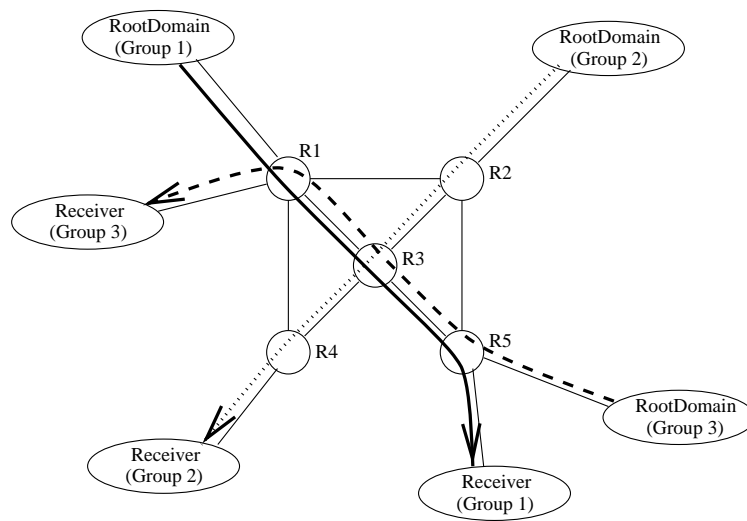 RootDomain
(Group 1)
RootDomain
(Group 2)
R1
R2
Receiver
(Group 3)
R3
R4
R5
RootDomain
(Group 3)
Receiver
(Group 2)
Receiver
(Group 1)